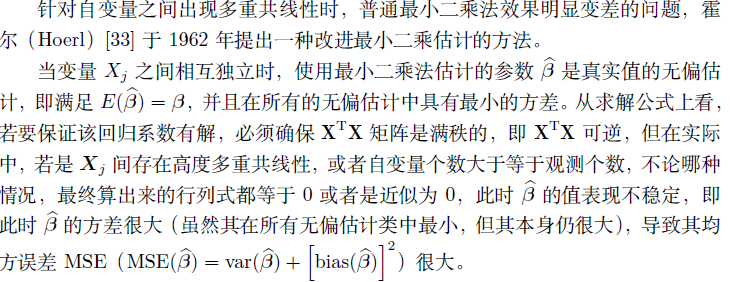 针对自变量之间出现多重共线性时，普通最小二乘法效果明显变差的问题，霍
尔（Hoerl）[33] 于 1962 年提出一种改进最小二乘估计的方法。
当变量 $X_j$ 之间相互独立时，使用最小二乘法估计的参数 $\widehat{\beta}$ 是真实值的无偏估
计，即满足 $E(\widehat{\beta}) = \beta$，并且在所有的无偏估计中具有最小的方差。从求解公式上看，
若要保证该回归系数有解，必须确保 $\mathbf{X}^{\mathrm{T}}\mathbf{X}$ 矩阵是满秩的，即 $\mathbf{X}^{\mathrm{T}}\mathbf{X}$ 可逆，但在实际
中，若是 $\boldsymbol{X}_j$ 间存在高度多重共线性，或者自变量个数大于等于观测个数，不论哪种
情况，最终算出来的行列式都等于 0 或者是近似为 0，此时 $\widehat{\beta}$ 的值表现不稳定，即
此时 $\widehat{\beta}$ 的方差很大（虽然其在所有无偏估计类中最小，但其本身仍很大），导致其均
方误差 MSE（$\mathrm{MSE}(\widehat{\beta}) = \mathrm{var}(\widehat{\beta}) + \left[\mathrm{bias}(\widehat{\beta})\right]^2$）很大。